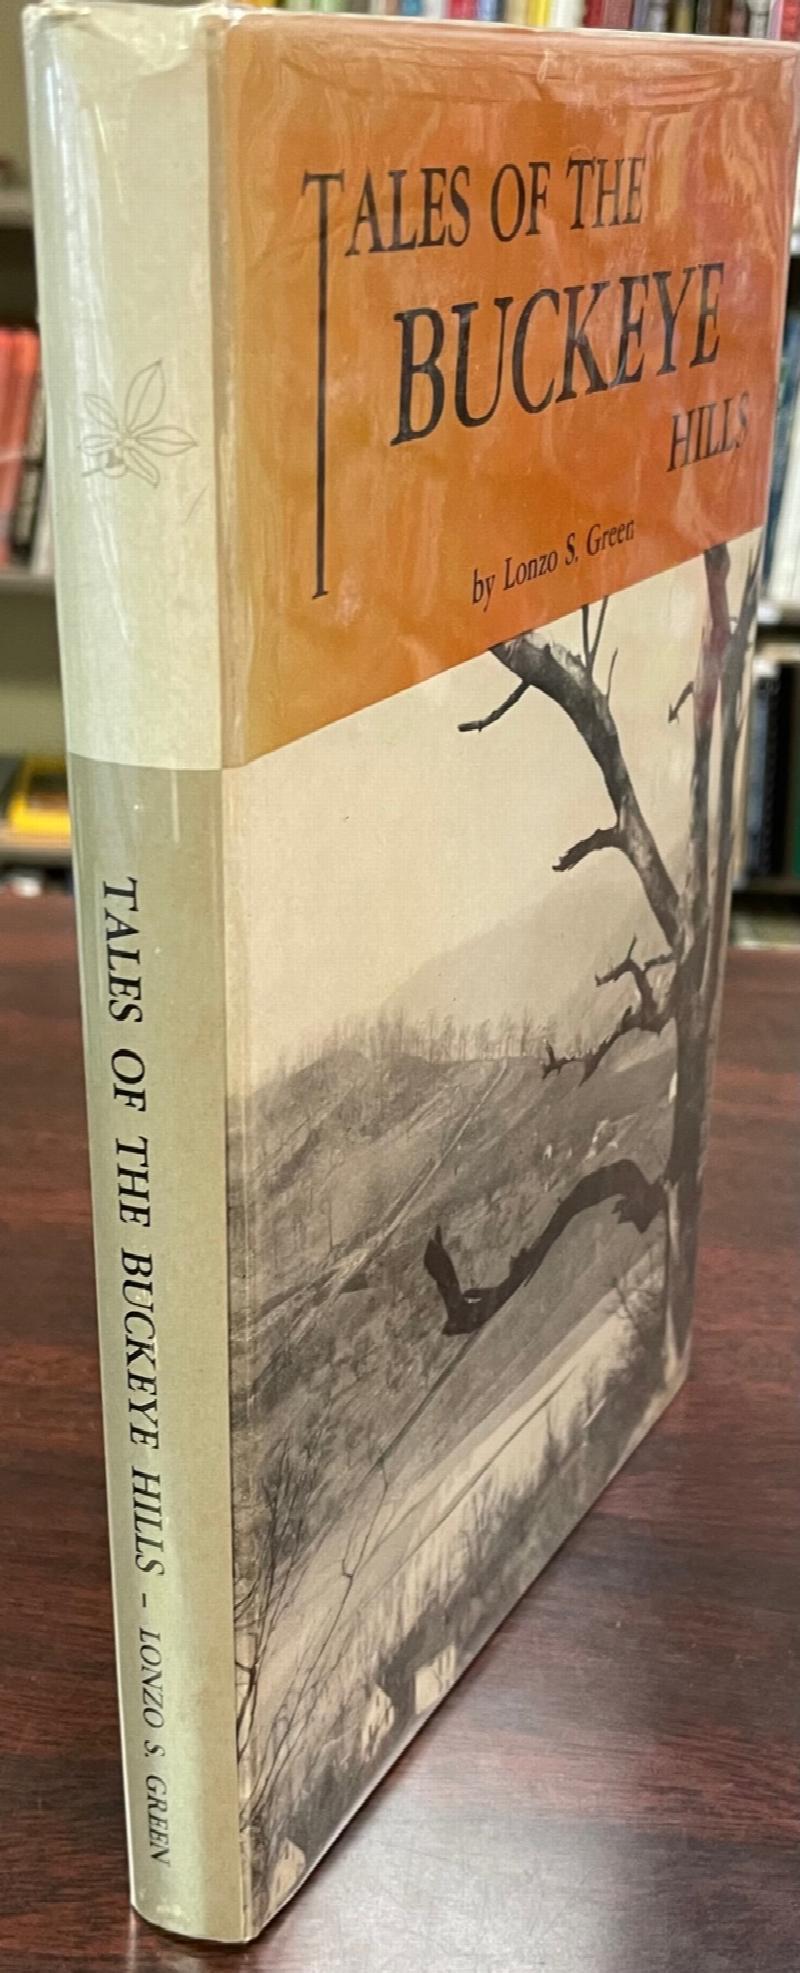 TALES OF THE
BUCKEYE
HILLS
by Lonzo S. Green
TALES OF THE BUCKEYE HILLS – LONZO S. GREEN